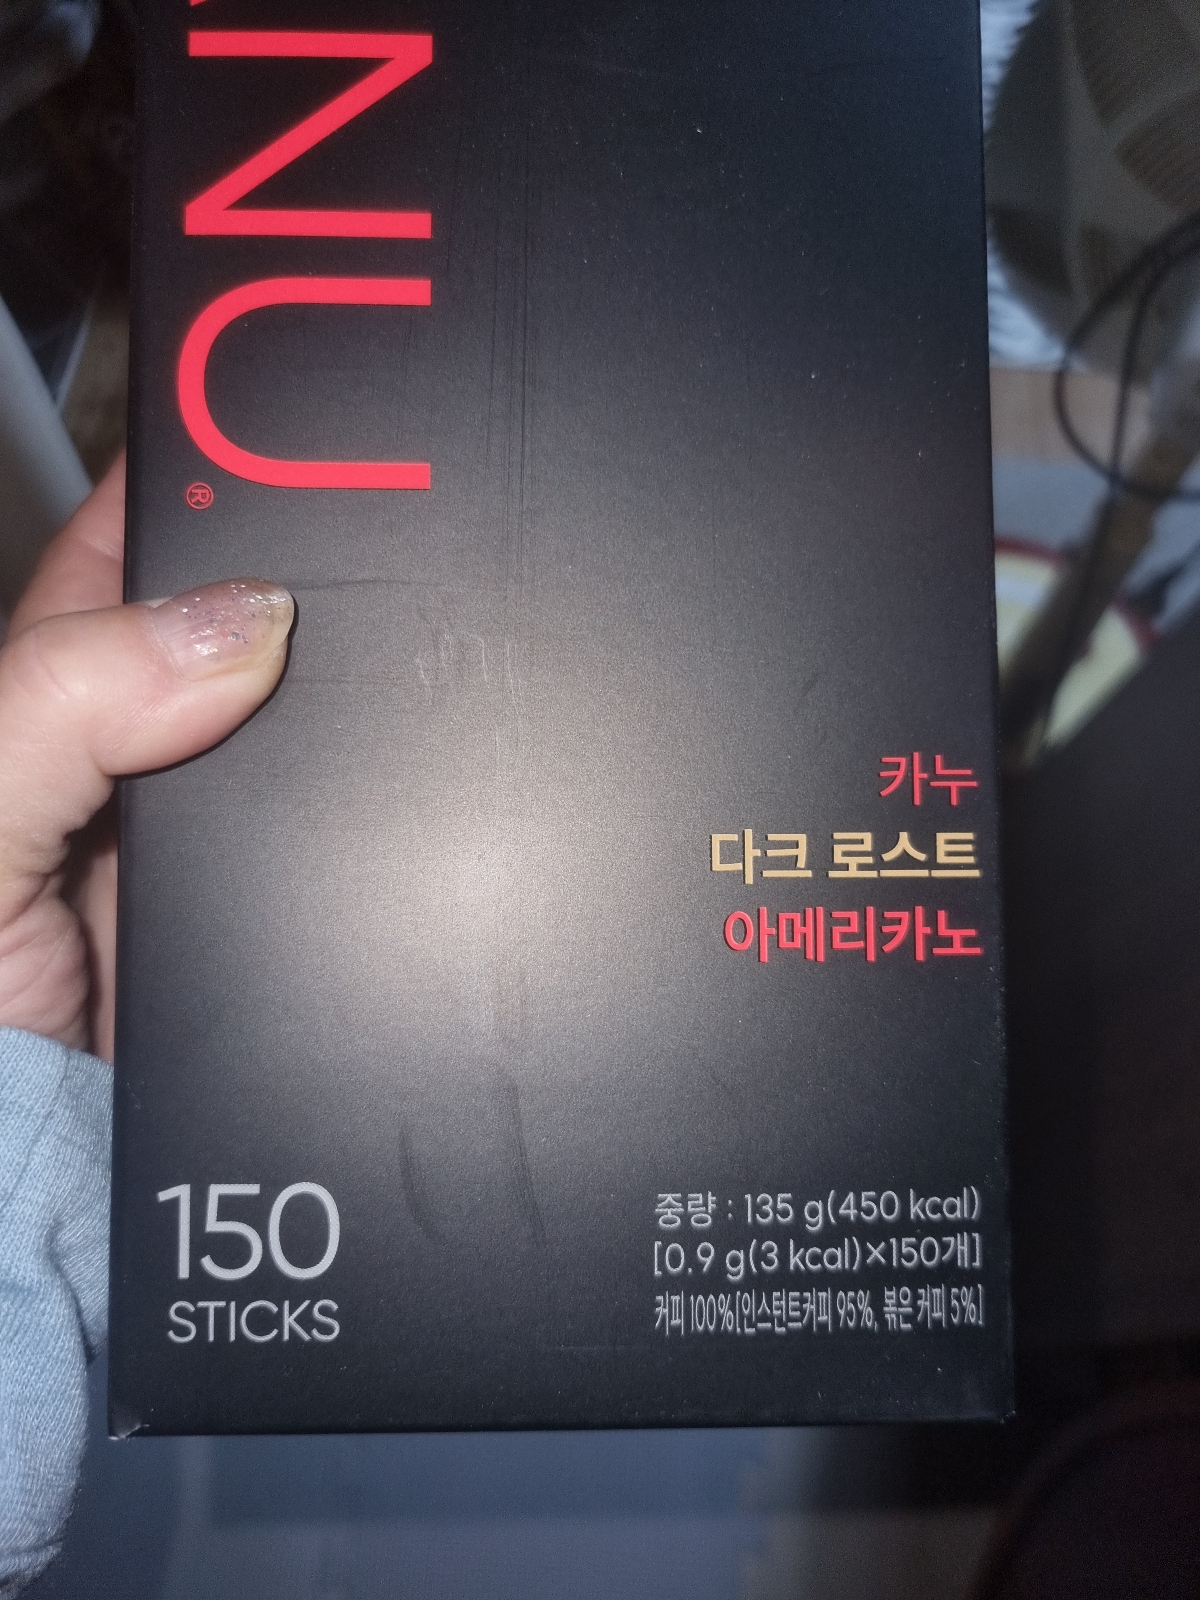 ANU®
카누
다크 로스트
아메리카노
150
STICKS
중량 : 135 g(450 kcal)
[0.9 g(3 kcal)×150개]
커피 100%[인스턴트커피 95%, 볶은 커피 5%]